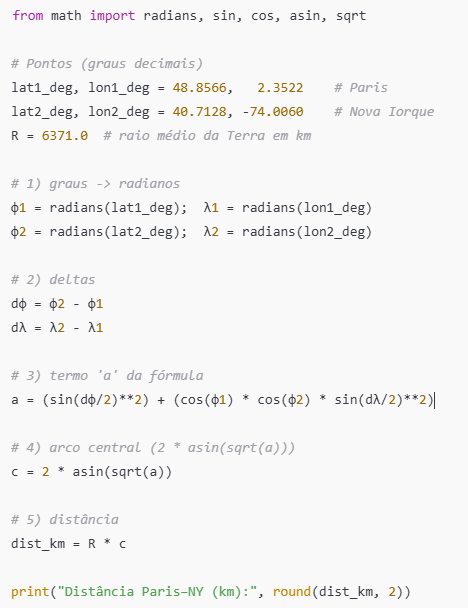 from math import radians, sin, cos, asin, sqrt
# Pontos (graus decimais)
lat1_deg, lon1_deg = 48.8566,   2.3522    # Paris
lat2_deg, lon2_deg = 40.7128, -74.0060    # Nova Iorque
R = 6371.0  # raio médio da Terra em km
# 1) graus -> radianos
φ1 = radians(lat1_deg);  λ1 = radians(lon1_deg)
φ2 = radians(lat2_deg);  λ2 = radians(lon2_deg)
# 2) deltas
dφ = φ2 - φ1
dλ = λ2 - λ1
# 3) termo 'a' da fórmula
a = (sin(dφ/2)**2) + (cos(φ1) * cos(φ2) * sin(dλ/2)**2)
# 4) arco central (2 * asin(sqrt(a)))
c = 2 * asin(sqrt(a))
# 5) distância
dist_km = R * c
print("Distância Paris–NY (km):", round(dist_km, 2))